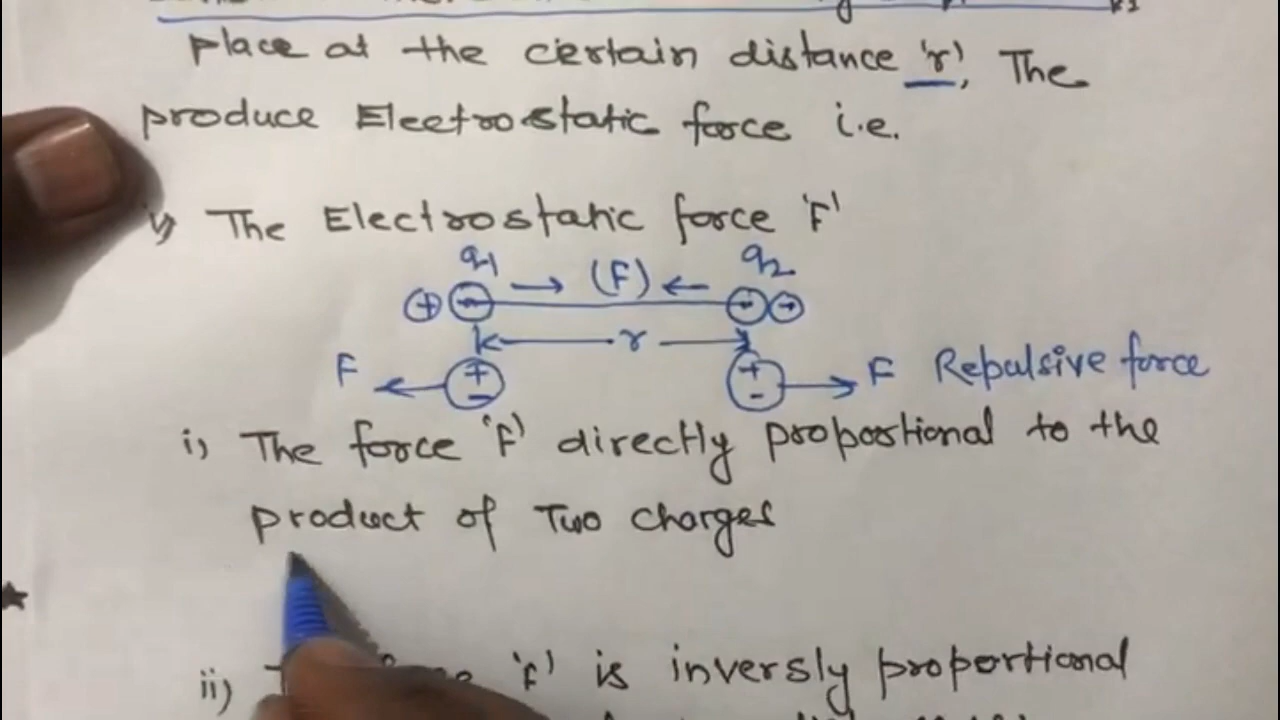 place at the certain distance 'r', The
produce Electrostatic force i.e.
i) The Electrostatic force 'F'
q1 → (F) ← q2
+ - - +
r
F + - + - F Repulsive force
i) The force 'F' directly proportional to the
product of Two charges
ii) 'F' is inversly proportional